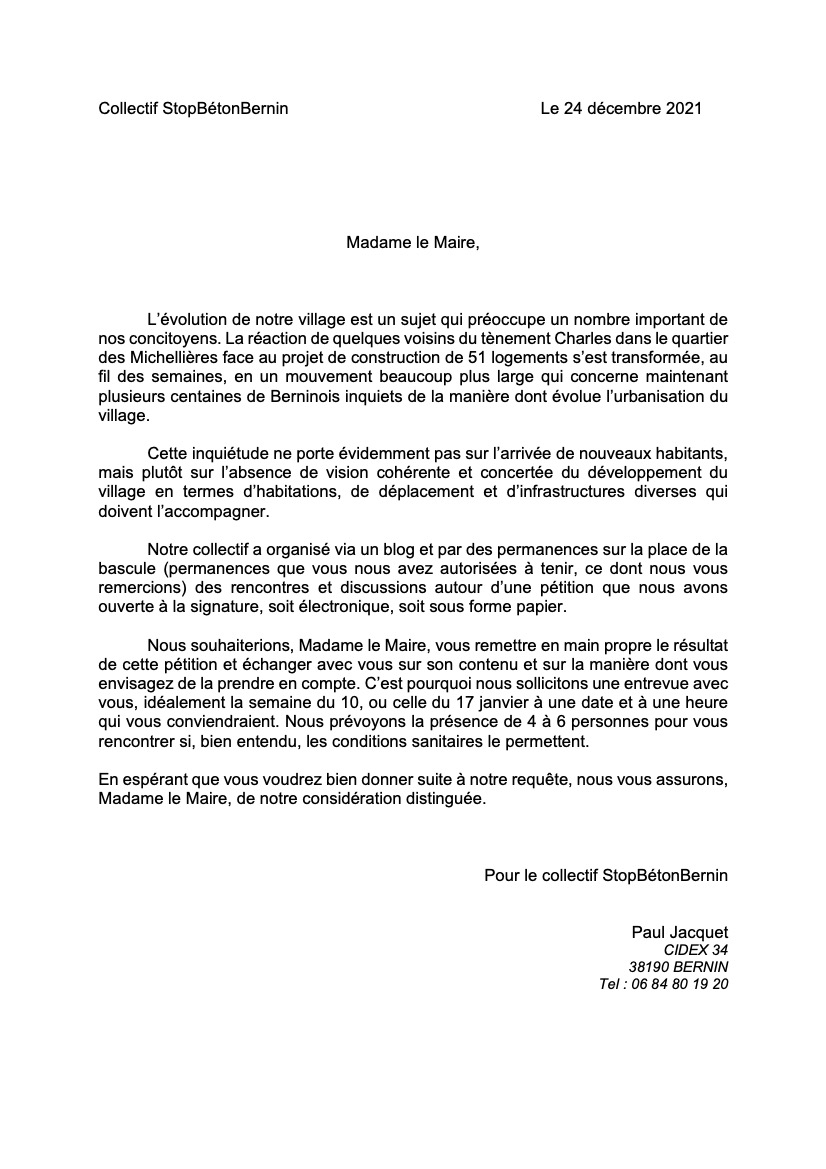 Collectif StopBétonBernin Le 24 décembre 2021
Madame le Maire,
L’évolution de notre village est un sujet qui préoccupe un nombre important de
nos concitoyens. La réaction de quelques voisins du tènement Charles dans le quartier
des Michellières face au projet de construction de 51 logements s’est transformée, au
fil des semaines, en un mouvement beaucoup plus large qui concerne maintenant
plusieurs centaines de Berninois inquiets de la manière dont évolue l’urbanisation du
village.
Cette inquiétude ne porte évidemment pas sur l’arrivée de nouveaux habitants,
mais plutôt sur l’absence de vision cohérente et concertée du développement du
village en termes d’habitations, de déplacement et d’infrastructures diverses qui
doivent l’accompagner.
Notre collectif a organisé via un blog et par des permanences sur la place de la
bascule (permanences que vous nous avez autorisées à tenir, ce dont nous vous
remercions) des rencontres et discussions autour d’une pétition que nous avons
ouverte à la signature, soit électronique, soit sous forme papier.
Nous souhaiterions, Madame le Maire, vous remettre en main propre le résultat
de cette pétition et échanger avec vous sur son contenu et sur la manière dont vous
envisagez de la prendre en compte. C’est pourquoi nous sollicitons une entrevue avec
vous, idéalement la semaine du 10, ou celle du 17 janvier à une date et à une heure
qui vous conviendraient. Nous prévoyons la présence de 4 à 6 personnes pour vous
rencontrer si, bien entendu, les conditions sanitaires le permettent.
En espérant que vous voudrez bien donner suite à notre requête, nous vous assurons,
Madame le Maire, de notre considération distinguée.
Pour le collectif StopBétonBernin
Paul Jacquet
CIDEX 34
38190 BERNIN
Tel : 06 84 80 19 20